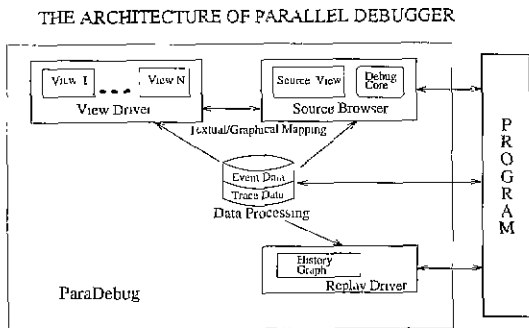 THE ARCHITECTURE OF PARALLEL DEBUGGER
View 1
View N
View Driver
Source View
Debug
Core
Source Browser
Textual/Graphical Mapping
Event Data
Trace Data
Data Processing
History
Graph
Replay Driver
ParaDebug
PROGRAM